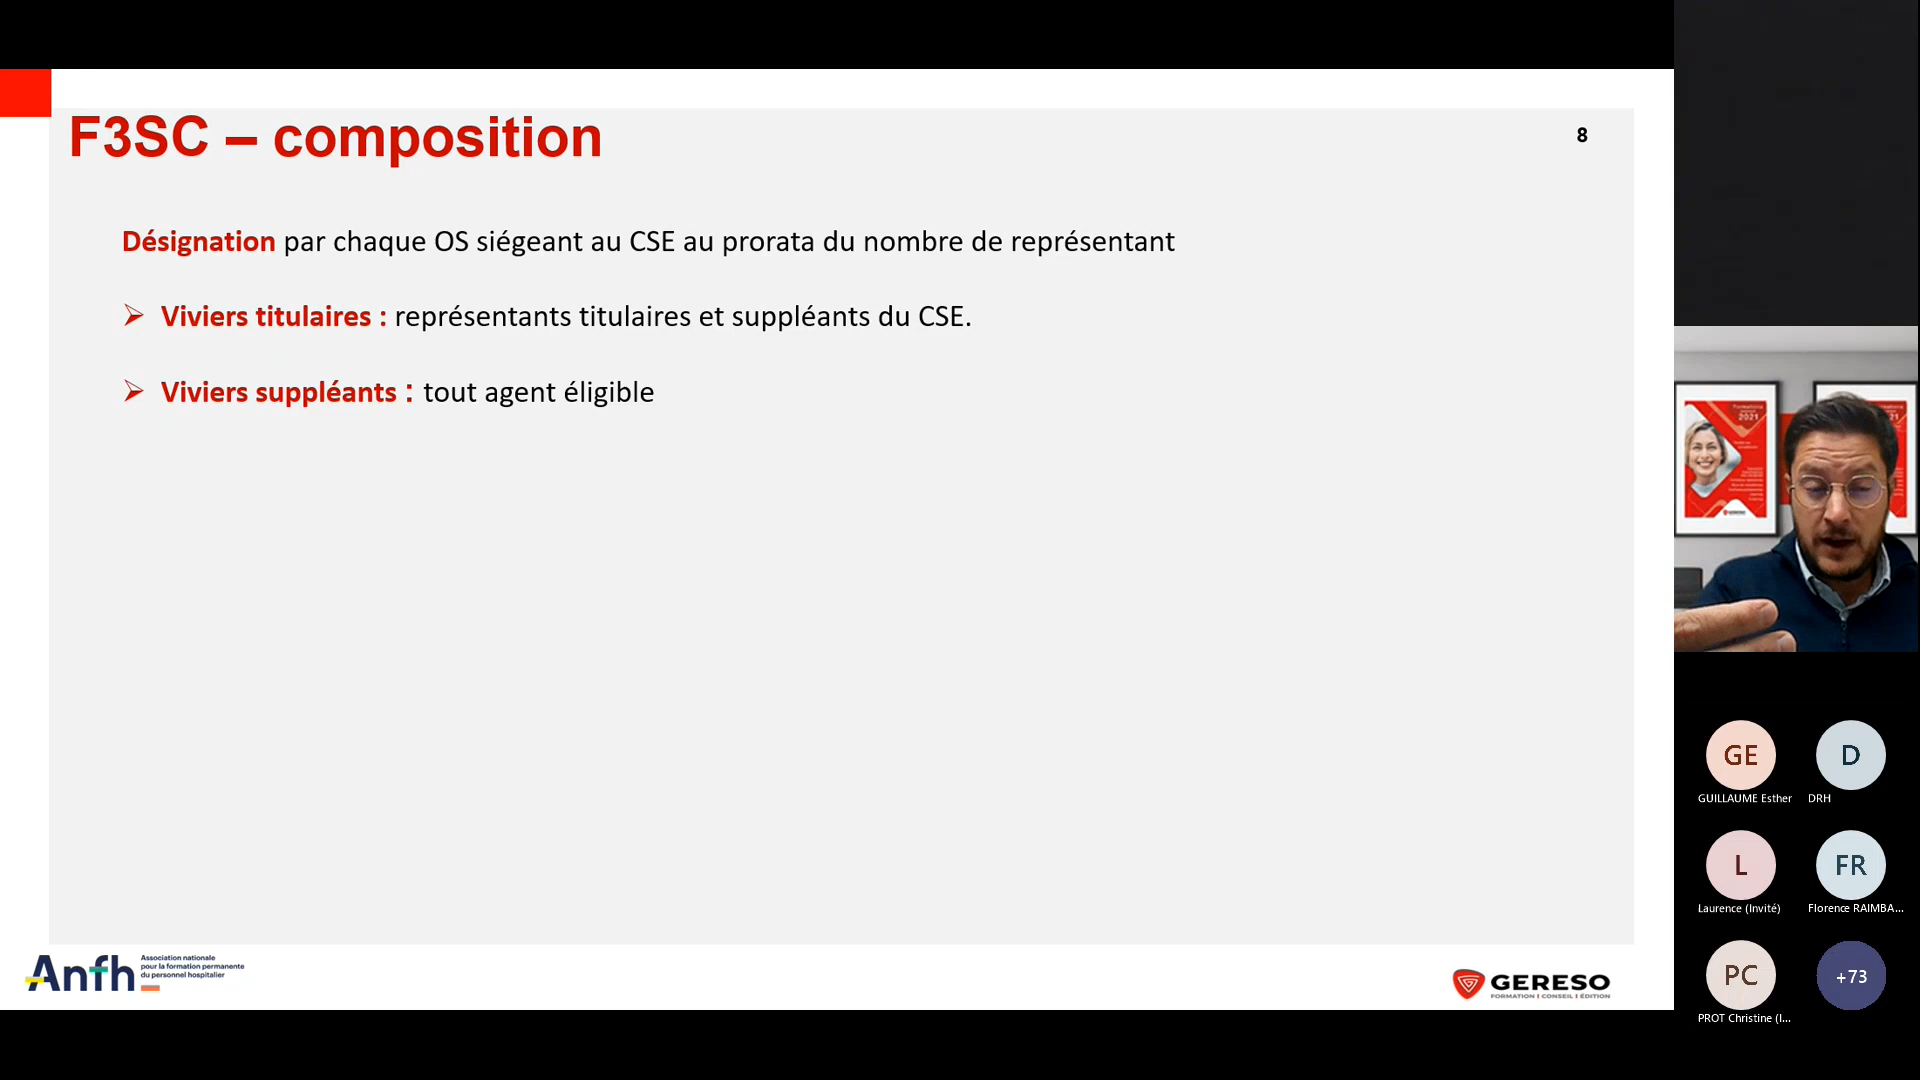 F3SC – composition
8
Désignation par chaque OS siégeant au CSE au prorata du nombre de représentant
Viviers titulaires : représentants titulaires et suppléants du CSE.
Viviers suppléants : tout agent éligible
Anfh
Association nationale
pour la formation permanente
du personnel hospitalier
GERESO
FORMATION I CONSEIL I ÉDITION
2021
GE
GUILLAUME Esther
D
DRH
L
Laurence (Invité)
FR
Florence RAIMBA...
PC
PROT Christine (I...
+73